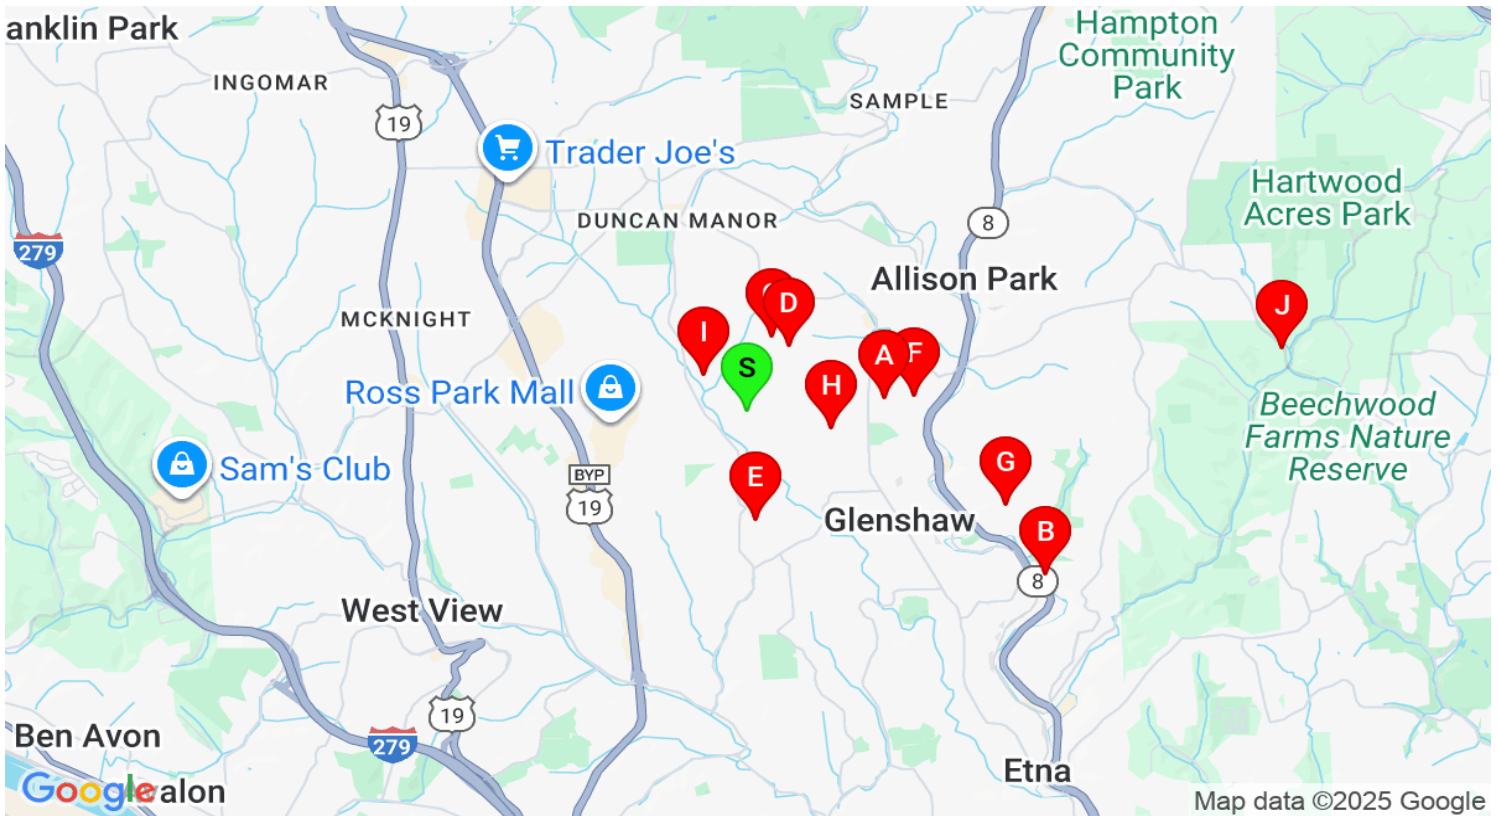 anklin Park
Hampton
Community
Park
INGOMAR
SAMPLE
19
Trader Joe's
Hartwood
Acres Park
DUNCAN MANOR
8
279
Allison Park
J
D
MCKNIGHT
I
A
F
S
H
Ross Park Mall
Beechwood
Farms Nature
Reserve
Sam's Club
G
BYP
19
E
Glenshaw
B
8
West View
19
279
Ben Avon
Etna
Google
valon
Map data ©2025 Google